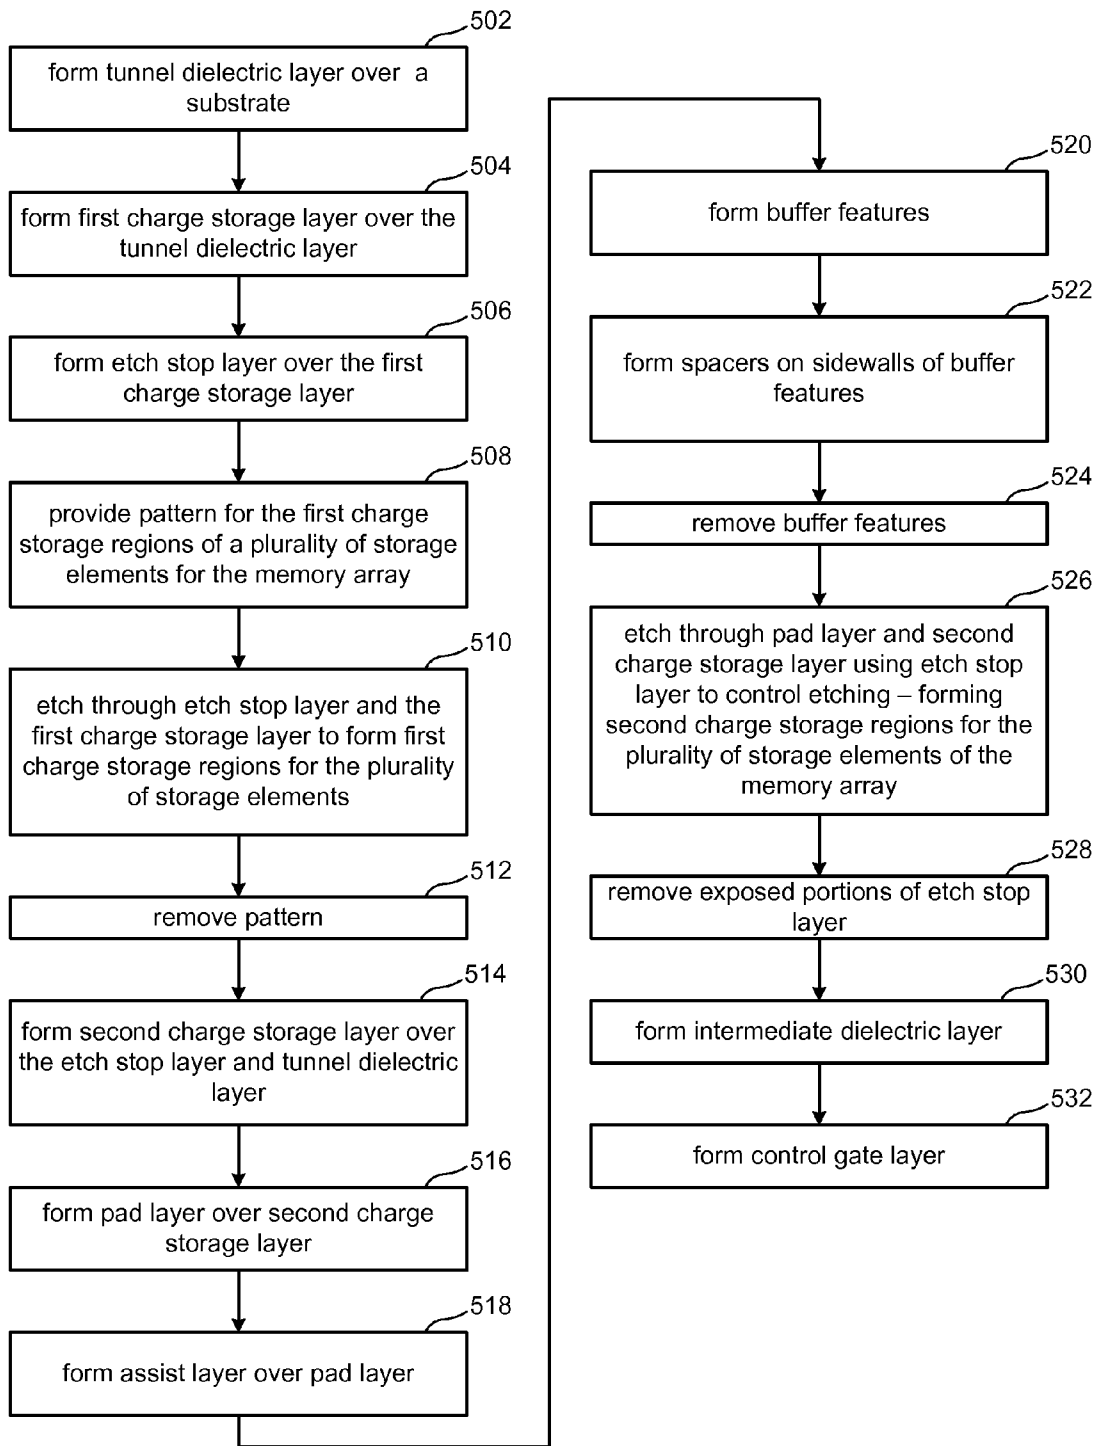 502
form tunnel dielectric layer over a
substrate
504
form first charge storage layer over the
tunnel dielectric layer
506
form etch stop layer over the first
charge storage layer
508
provide pattern for the first charge
storage regions of a plurality of storage
elements for the memory array
510
etch through etch stop layer and the
first charge storage layer to form first
charge storage regions for the plurality
of storage elements
512
remove pattern
514
form second charge storage layer over
the etch stop layer and tunnel dielectric
layer
516
form pad layer over second charge
storage layer
518
form assist layer over pad layer
520
form buffer features
522
form spacers on sidewalls of buffer
features
524
remove buffer features
526
etch through pad layer and second
charge storage layer using etch stop
layer to control etching – forming
second charge storage regions for the
plurality of storage elements of the
memory array
528
remove exposed portions of etch stop
layer
530
form intermediate dielectric layer
532
form control gate layer